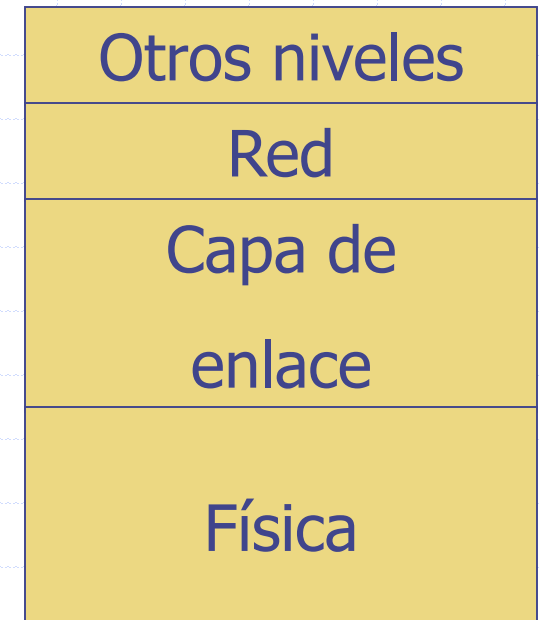 Otros niveles
Red
Capa de
enlace
Física